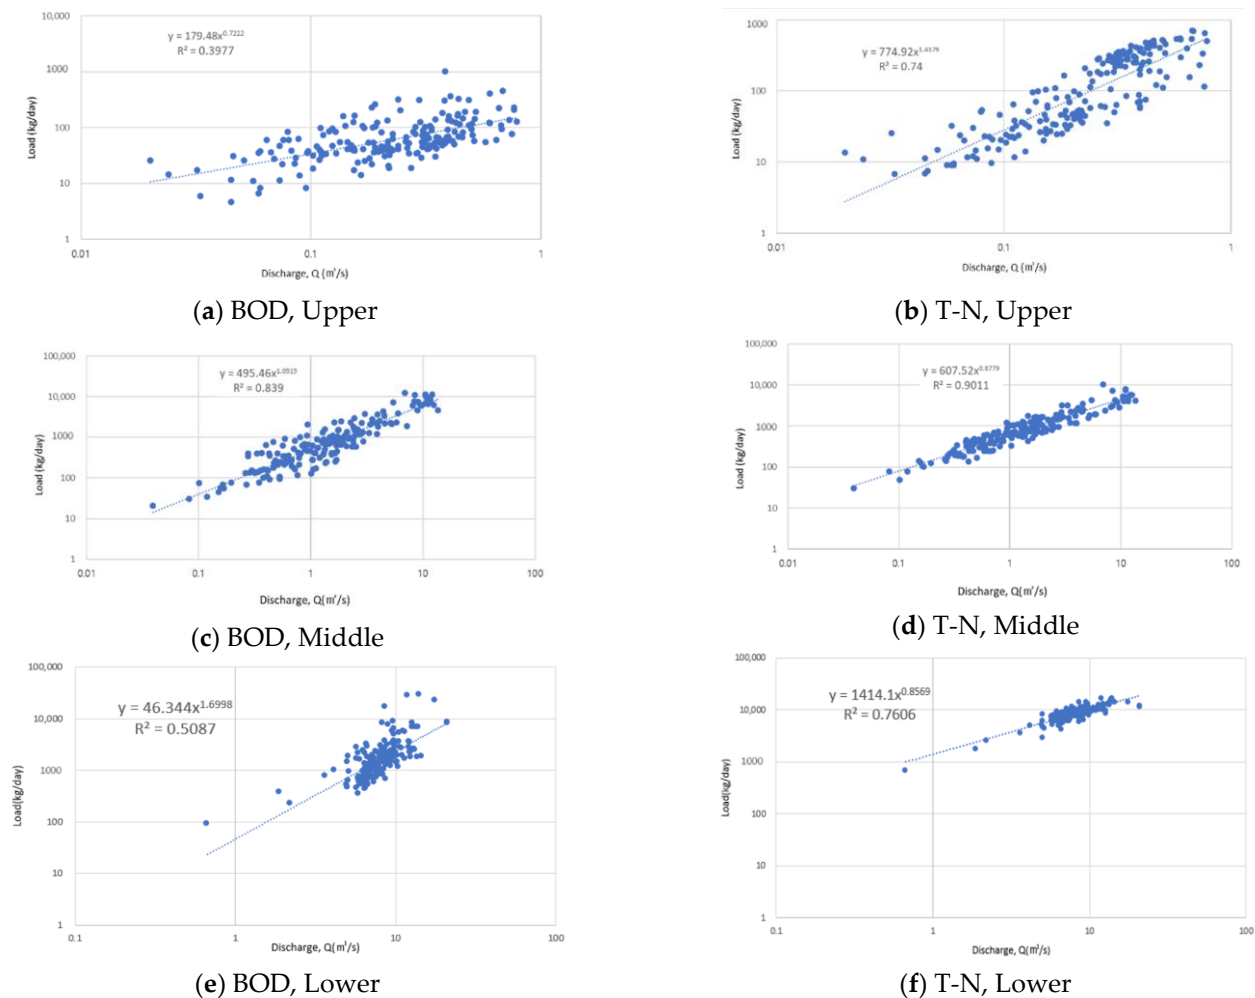 10,000
y = 179.48x^0.7222
R² = 0.3977
1000
100
10
1
Load (kg/day)
0.01 0.1 1
Discharge, Q (m³/s)
(a) BOD, Upper
1000
y = 774.92x^1.4379
R² = 0.74
100
10
1
Load (kg/day)
0.01 0.1 1
Discharge, Q (m³/s)
(b) T-N, Upper
100,000
y = 495.46x^1.0519
R² = 0.839
10,000
1000
100
10
1
Load (kg/day)
0.01 0.1 1 10 100
Discharge, Q(m³/s)
(c) BOD, Middle
100,000
y = 607.52x^0.8779
R² = 0.9011
10,000
1000
100
10
1
Load (kg/day)
0.01 0.1 1 10 100
Discharge, Q(m³/s)
(d) T-N, Middle
100,000
y = 46.344x^1.6998
R² = 0.5087
10,000
1000
100
10
1
Load(kg/day)
0.1 1 10 100
Discharge, Q(m³/s)
(e) BOD, Lower
100,000
y = 1414.1x^0.8569
R² = 0.7606
10,000
1000
100
10
1
Load(kg/day)
0.1 1 10 100
Discharge, Q(m³/s)
(f) T-N, Lower